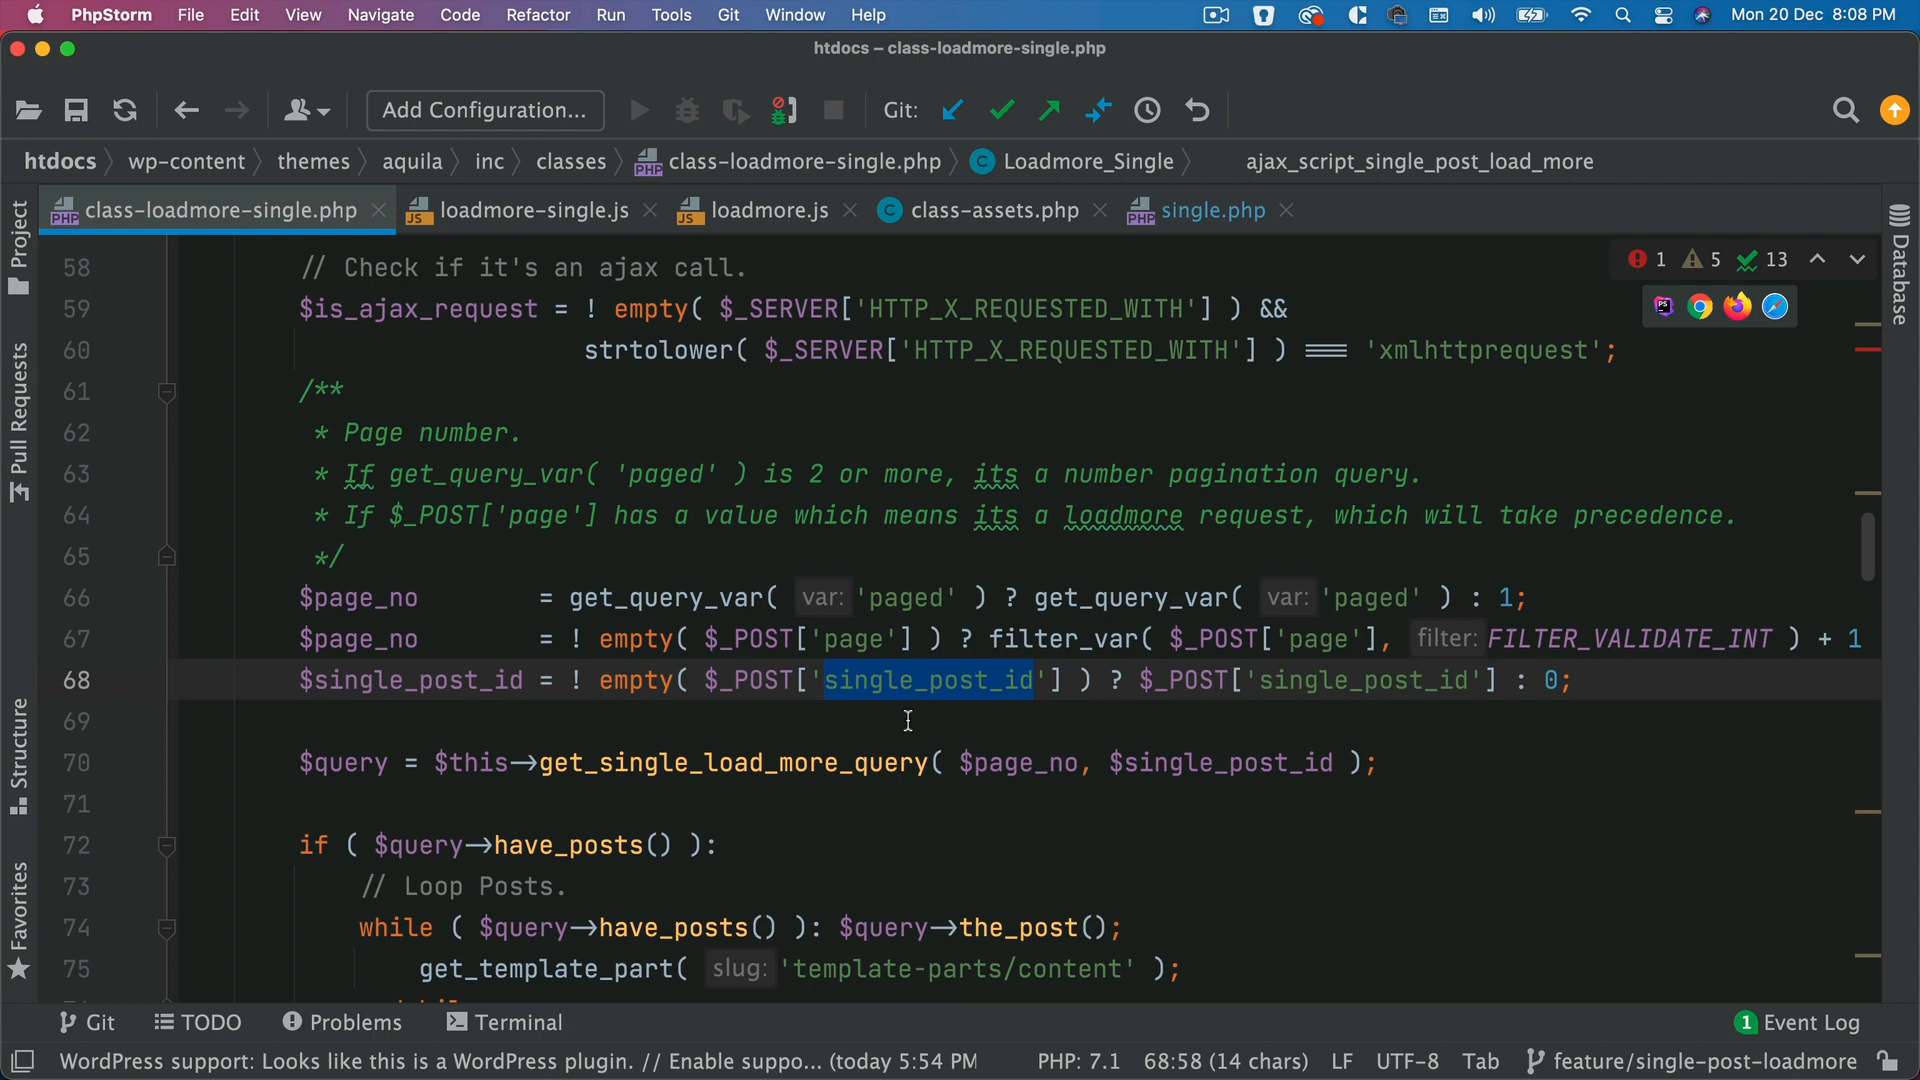 PhpStorm File Edit View Navigate Code Refactor Run Tools Git Window Help Mon 20 Dec 8:08 PM
htdocs – class-loadmore-single.php
Add Configuration... Git:
htdocs wp-content themes aquila inc classes class-loadmore-single.php Loadmore_Single ajax_script_single_post_load_more
class-loadmore-single.php loadmore-single.js loadmore.js class-assets.php single.php
Project
Pull Requests
Structure
Favorites
Database
1 5 13
58 // Check if it's an ajax call.
59 $is_ajax_request = ! empty( $_SERVER['HTTP_X_REQUESTED_WITH'] ) &&
60 strtolower( $_SERVER['HTTP_X_REQUESTED_WITH'] ) === 'xmlhttprequest';
61 /**
62 * Page number.
63 * If get_query_var( 'paged' ) is 2 or more, its a number pagination query.
64 * If $_POST['page'] has a value which means its a loadmore request, which will take precedence.
65 */
66 $page_no = get_query_var( var: 'paged' ) ? get_query_var( var: 'paged' ) : 1;
67 $page_no = ! empty( $_POST['page'] ) ? filter_var( $_POST['page'], filter: FILTER_VALIDATE_INT ) + 1
68 $single_post_id = ! empty( $_POST['single_post_id'] ) ? $_POST['single_post_id'] : 0;
69
70 $query = $this->get_single_load_more_query( $page_no, $single_post_id );
71
72 if ( $query->have_posts() ):
73 // Loop Posts.
74 while ( $query->have_posts() ): $query->the_post();
75 get_template_part( slug: 'template-parts/content' );
Git TODO Problems Terminal 1 Event Log
WordPress support: Looks like this is a WordPress plugin. // Enable suppo... (today 5:54 PM PHP: 7.1 68:58 (14 chars) LF UTF-8 Tab feature/single-post-loadmore